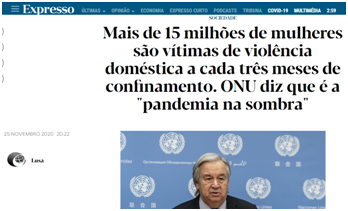 Expresso
ÚLTIMAS OPINIÃO ECONOMIA EXPRESSO CURTO PODCASTS TRIBUNA COVID-19 MULTIMÉDIA 2:59
SOCIEDADE
Mais de 15 milhões de mulheres
são vítimas de violência
doméstica a cada três meses de
confinamento. ONU diz que é a
"pandemia na sombra"
25 NOVEMBRO 2020 20:22
Lusa